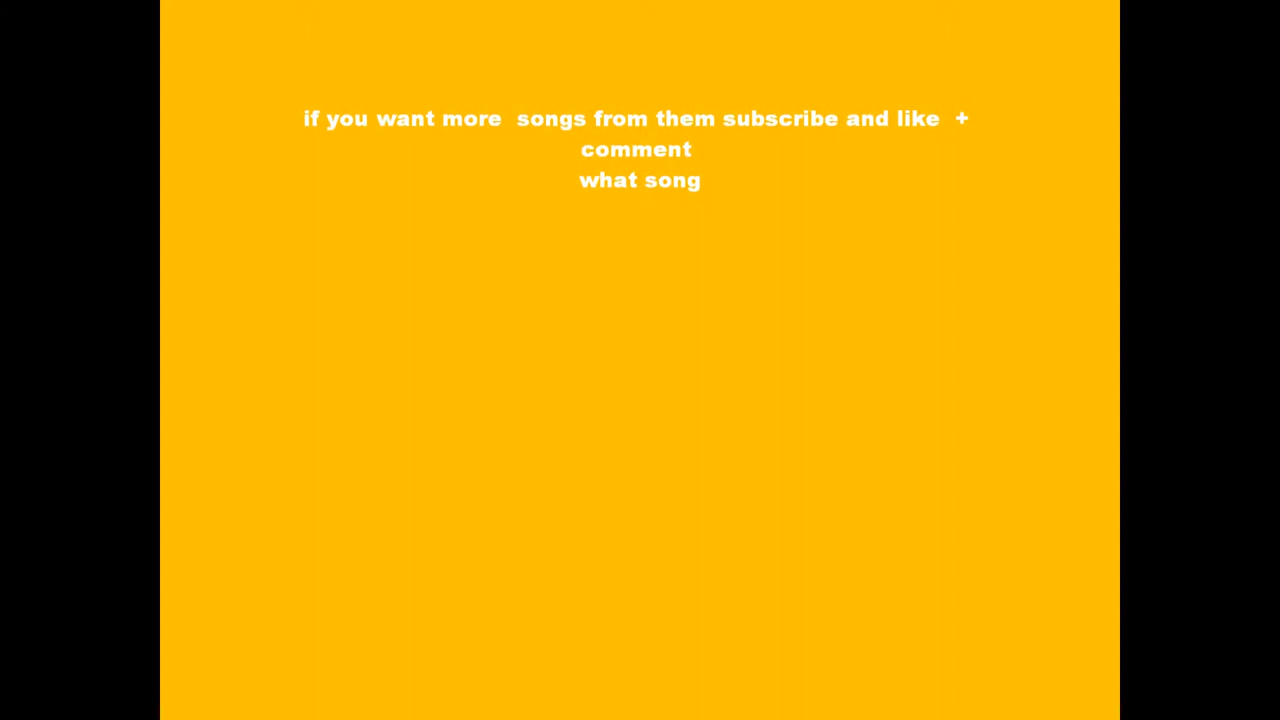 if you want more  songs from them subscribe and like  +
comment
what song